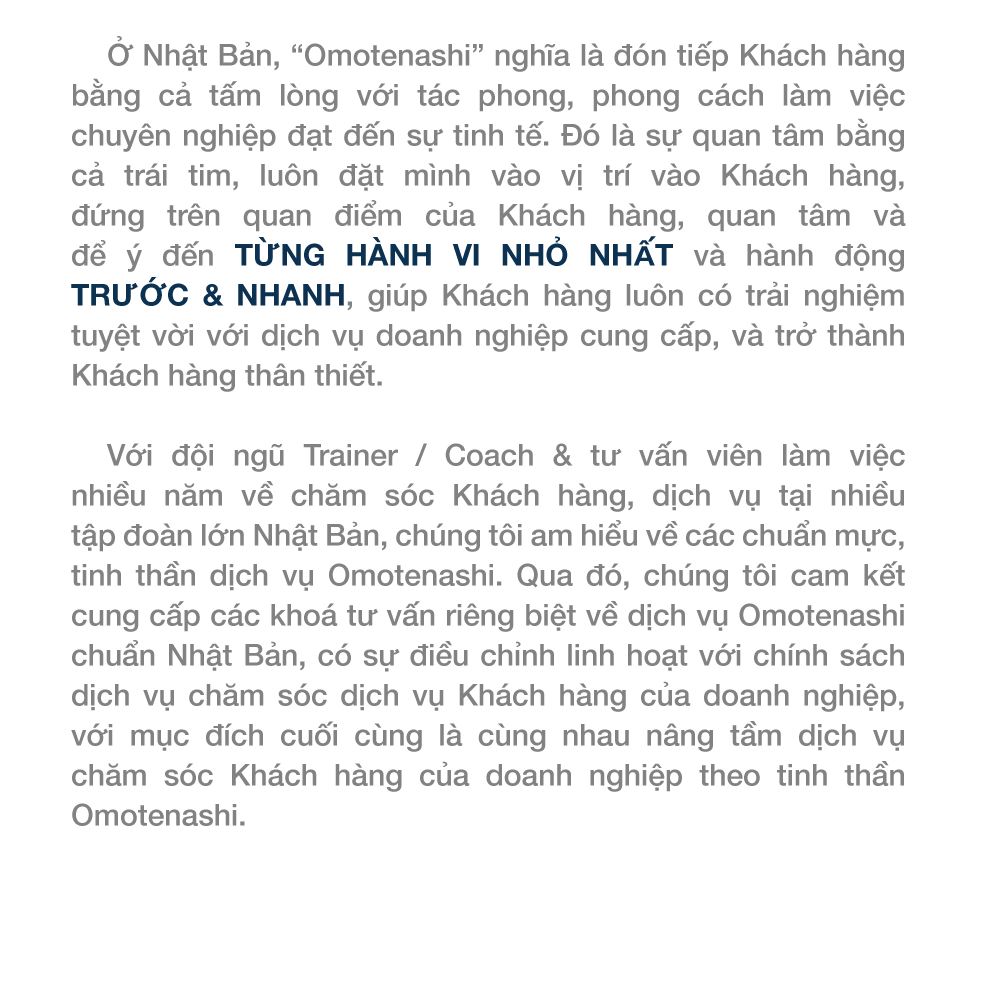 Ở Nhật Bản, “Omotenashi” nghĩa là đón tiếp Khách hàng
bằng cả tấm lòng với tác phong, phong cách làm việc
chuyên nghiệp đạt đến sự tinh tế. Đó là sự quan tâm bằng
cả trái tim, luôn đặt mình vào vị trí vào Khách hàng,
đứng trên quan điểm của Khách hàng, quan tâm và
để ý đến TỪNG HÀNH VI NHỎ NHẤT và hành động
TRƯỚC & NHANH, giúp Khách hàng luôn có trải nghiệm
tuyệt vời với dịch vụ doanh nghiệp cung cấp, và trở thành
Khách hàng thân thiết.
Với đội ngũ Trainer / Coach & tư vấn viên làm việc
nhiều năm về chăm sóc Khách hàng, dịch vụ tại nhiều
tập đoàn lớn Nhật Bản, chúng tôi am hiểu về các chuẩn mực,
tinh thần dịch vụ Omotenashi. Qua đó, chúng tôi cam kết
cung cấp các khoá tư vấn riêng biệt về dịch vụ Omotenashi
chuẩn Nhật Bản, có sự điều chỉnh linh hoạt với chính sách
dịch vụ chăm sóc dịch vụ Khách hàng của doanh nghiệp,
với mục đích cuối cùng là cùng nhau nâng tầm dịch vụ
chăm sóc Khách hàng của doanh nghiệp theo tinh thần
Omotenashi.